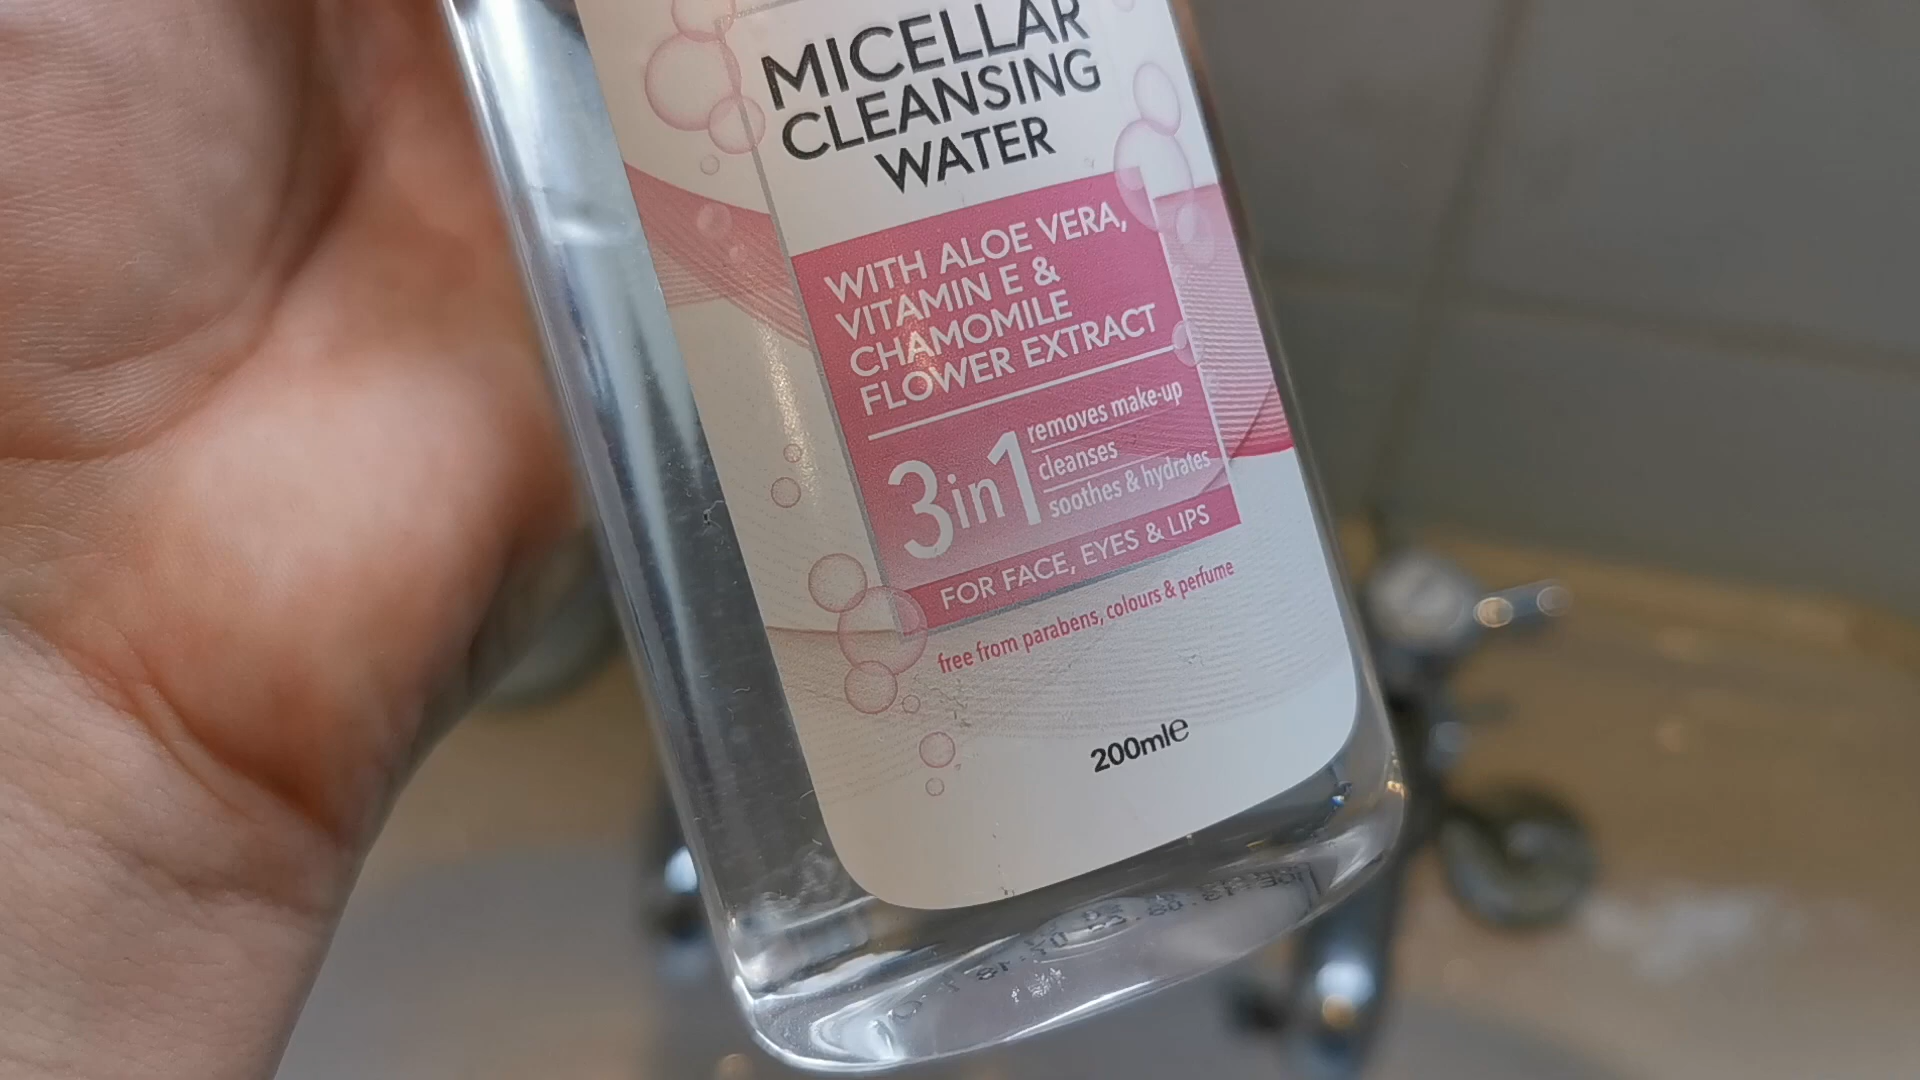 MICELLAR
CLEANSING
WATER
WITH ALOE VERA,
VITAMIN E &
CHAMOMILE
FLOWER EXTRACT
3in1
removes make-up
cleanses
soothes & hydrates
FOR FACE, EYES & LIPS
free from parabens, colours & perfume
200ml℮